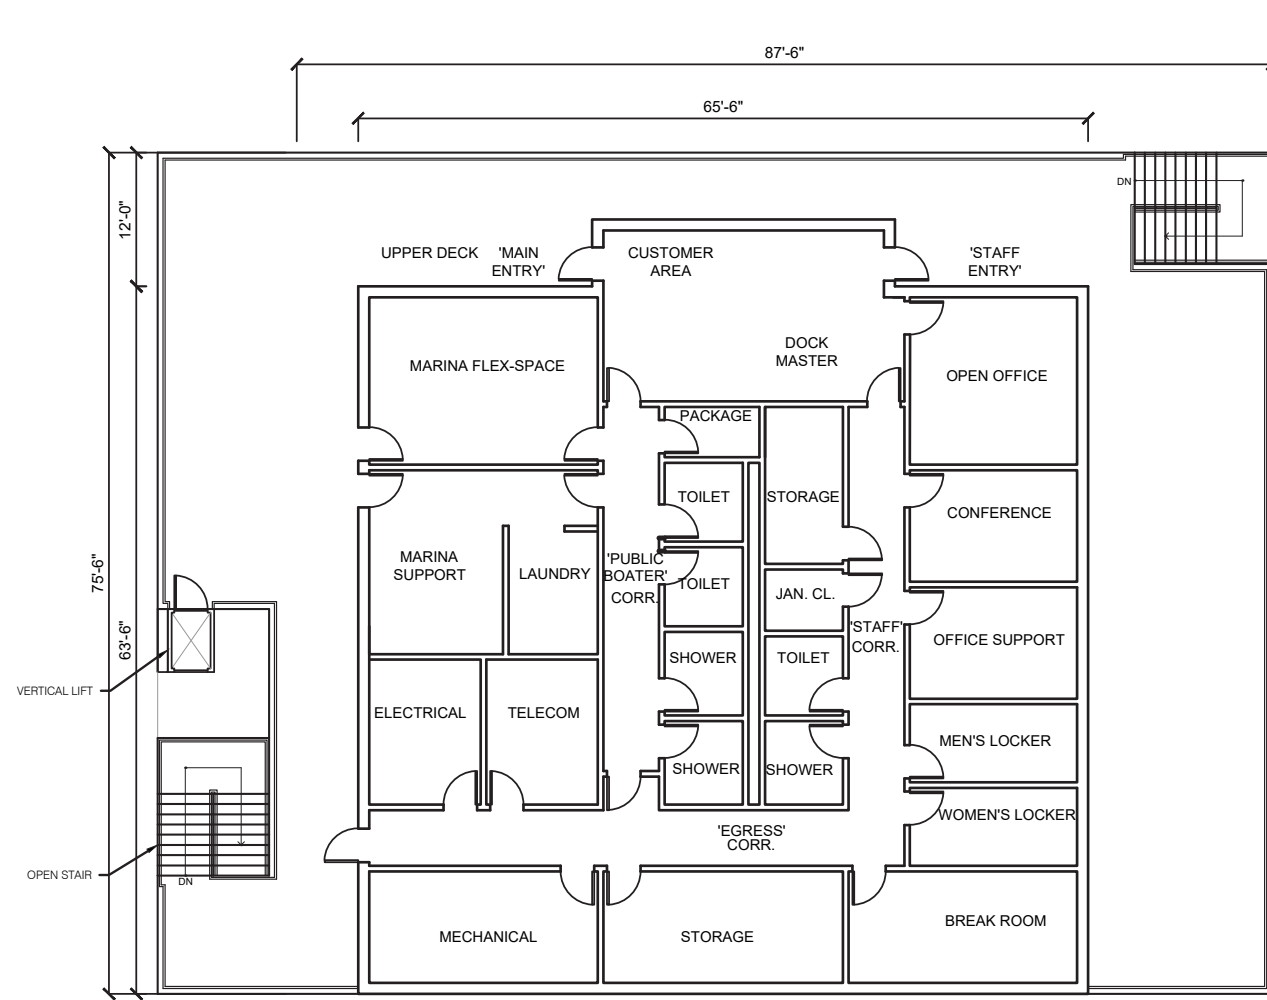 87'-6"
65'-6"
12'-0"
DN
UPPER DECK
'MAIN
ENTRY'
CUSTOMER
AREA
'STAFF
ENTRY'
DOCK
MASTER
MARINA FLEX-SPACE
OPEN OFFICE
PACKAGE
TOILET
STORAGE
CONFERENCE
MARINA
SUPPORT
LAUNDRY
'PUBLIC
BOATER'
CORR.
TOILET
JAN. CL.
75'-6"
63'-6"
'STAFF'
CORR.
OFFICE SUPPORT
SHOWER
TOILET
VERTICAL LIFT
ELECTRICAL
TELECOM
MEN'S LOCKER
SHOWER
SHOWER
WOMEN'S LOCKER
'EGRESS'
CORR.
OPEN STAIR
DN
MECHANICAL
STORAGE
BREAK ROOM